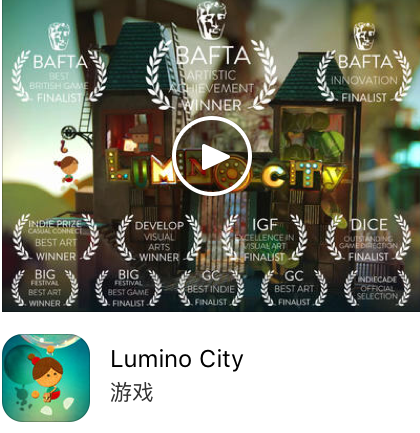 BAFTA
BEST
BRITISH GAME
FINALIST
BAFTA
ARTISTIC
ACHIEVEMENT
WINNER
BAFTA
INNOVATION
FINALIST
LUMINO CITY
INDIE PRIZE
CASUAL CONNECT
BEST ART
WINNER
DEVELOP
VISUAL
ARTS
WINNER
IGF
EXCELLENCE IN
VISUAL ART
FINALIST
DICE
OUTSTANDING
GAME DIRECTION
FINALIST
BIG
FESTIVAL
BEST ART
WINNER
BIG
FESTIVAL
BEST GAME
FINALIST
GC
BEST INDIE
FINALIST
GC
BEST ART
FINALIST
INDIECADE
OFFICIAL
SELECTION
Lumino City
游戏